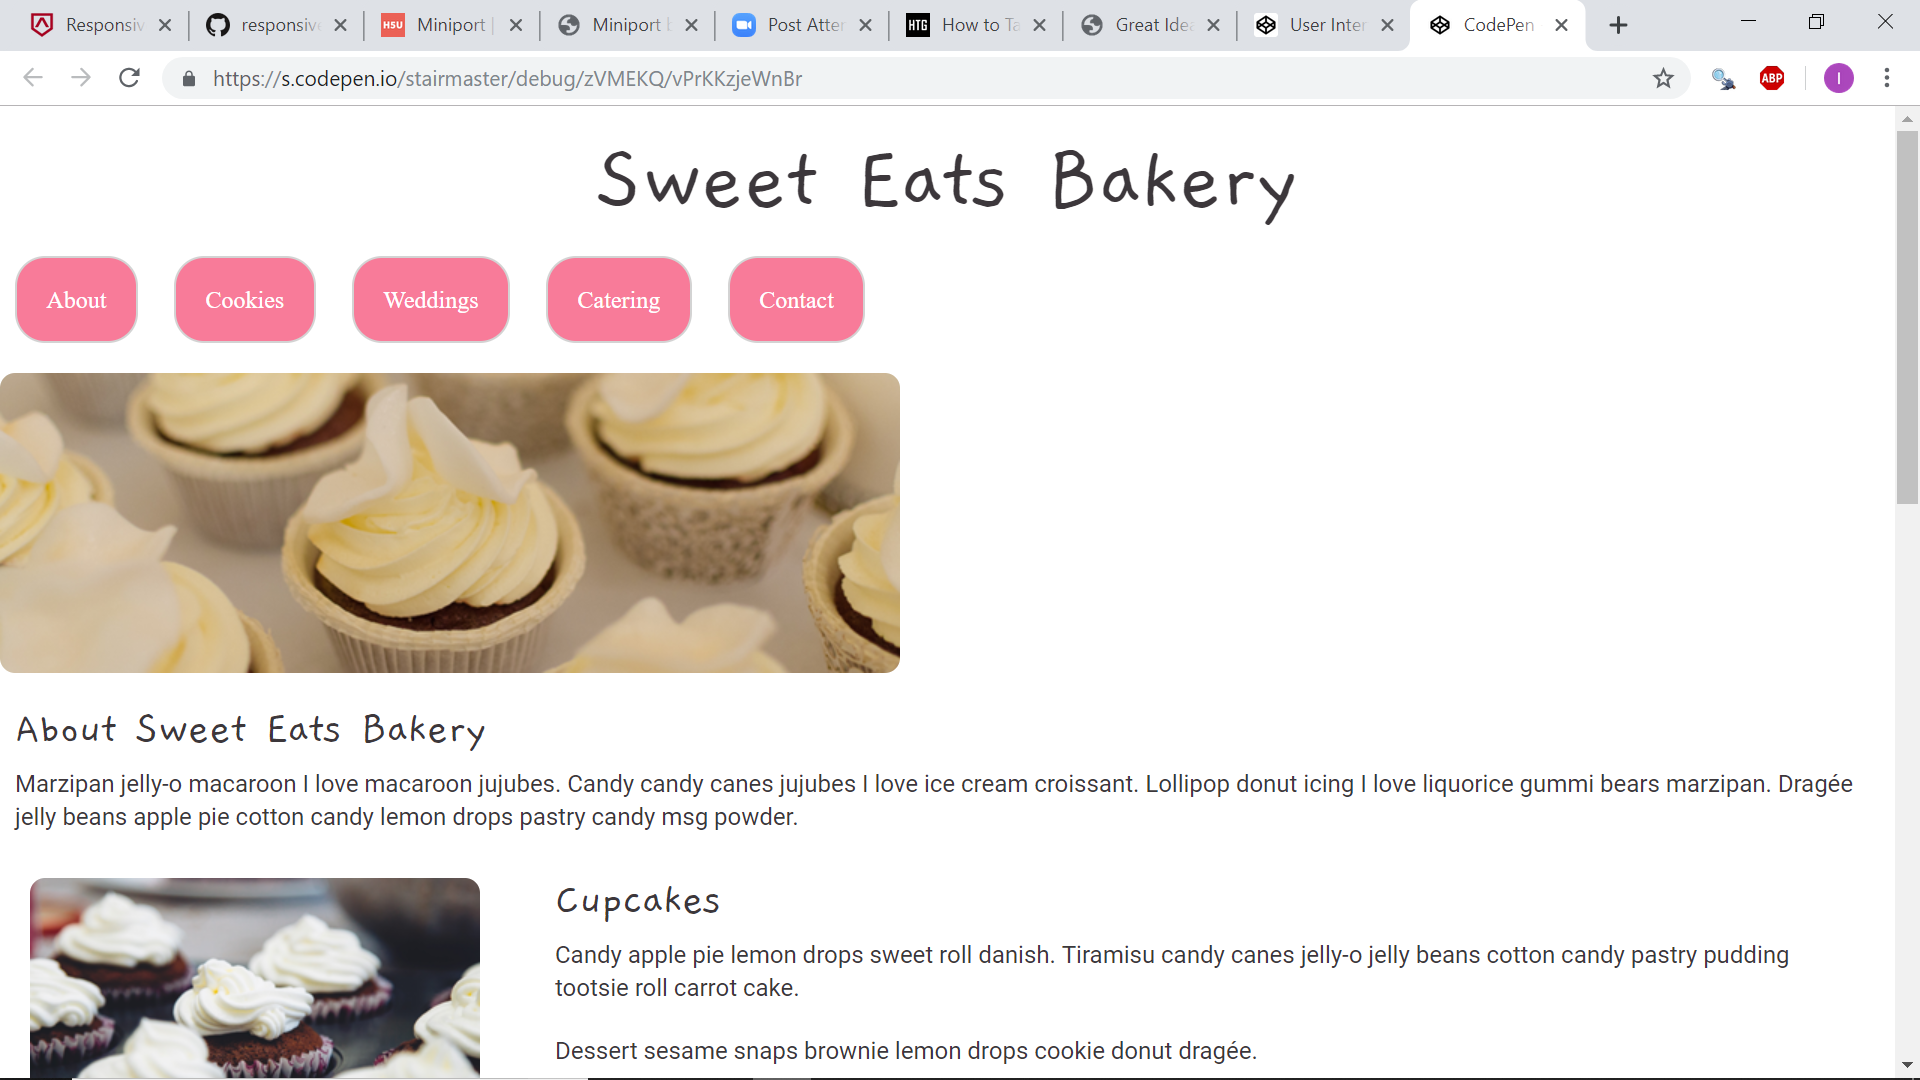 Responsiv
responsive
HSU
Miniport |
Miniport b
Post Atten
HTG
How to Ta
Great Idea
User Inter
CodePen
https://s.codepen.io/stairmaster/debug/zVMEKQ/vPrKKzjeWnBr
ABP
I
Sweet Eats Bakery
About
Cookies
Weddings
Catering
Contact
About Sweet Eats Bakery
Marzipan jelly-o macaroon I love macaroon jujubes. Candy candy canes jujubes I love ice cream croissant. Lollipop donut icing I love liquorice gummi bears marzipan. Dragée
jelly beans apple pie cotton candy lemon drops pastry candy msg powder.
Cupcakes
Candy apple pie lemon drops sweet roll danish. Tiramisu candy canes jelly-o jelly beans cotton candy pastry pudding
tootsie roll carrot cake.
Dessert sesame snaps brownie lemon drops cookie donut dragée.